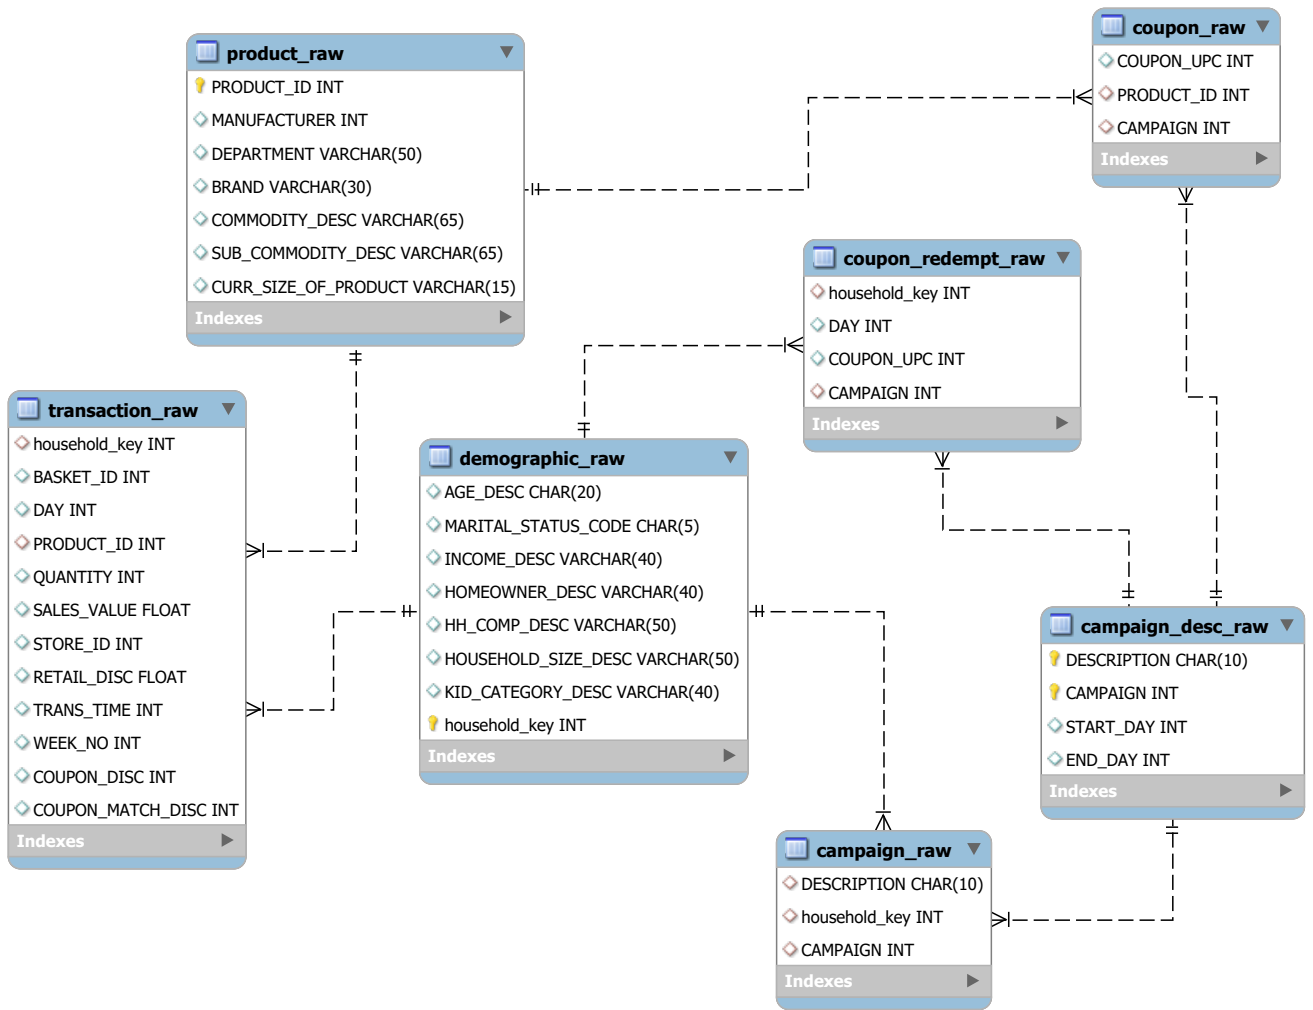 product_raw
PRODUCT_ID INT
MANUFACTURER INT
DEPARTMENT VARCHAR(50)
BRAND VARCHAR(30)
COMMODITY_DESC VARCHAR(65)
SUB_COMMODITY_DESC VARCHAR(65)
CURR_SIZE_OF_PRODUCT VARCHAR(15)
Indexes
coupon_raw
COUPON_UPC INT
PRODUCT_ID INT
CAMPAIGN INT
Indexes
coupon_redempt_raw
household_key INT
DAY INT
COUPON_UPC INT
CAMPAIGN INT
Indexes
transaction_raw
household_key INT
BASKET_ID INT
DAY INT
PRODUCT_ID INT
QUANTITY INT
SALES_VALUE FLOAT
STORE_ID INT
RETAIL_DISC FLOAT
TRANS_TIME INT
WEEK_NO INT
COUPON_DISC INT
COUPON_MATCH_DISC INT
Indexes
demographic_raw
AGE_DESC CHAR(20)
MARITAL_STATUS_CODE CHAR(5)
INCOME_DESC VARCHAR(40)
HOMEOWNER_DESC VARCHAR(40)
HH_COMP_DESC VARCHAR(50)
HOUSEHOLD_SIZE_DESC VARCHAR(50)
KID_CATEGORY_DESC VARCHAR(40)
household_key INT
Indexes
campaign_desc_raw
DESCRIPTION CHAR(10)
CAMPAIGN INT
START_DAY INT
END_DAY INT
Indexes
campaign_raw
DESCRIPTION CHAR(10)
household_key INT
CAMPAIGN INT
Indexes